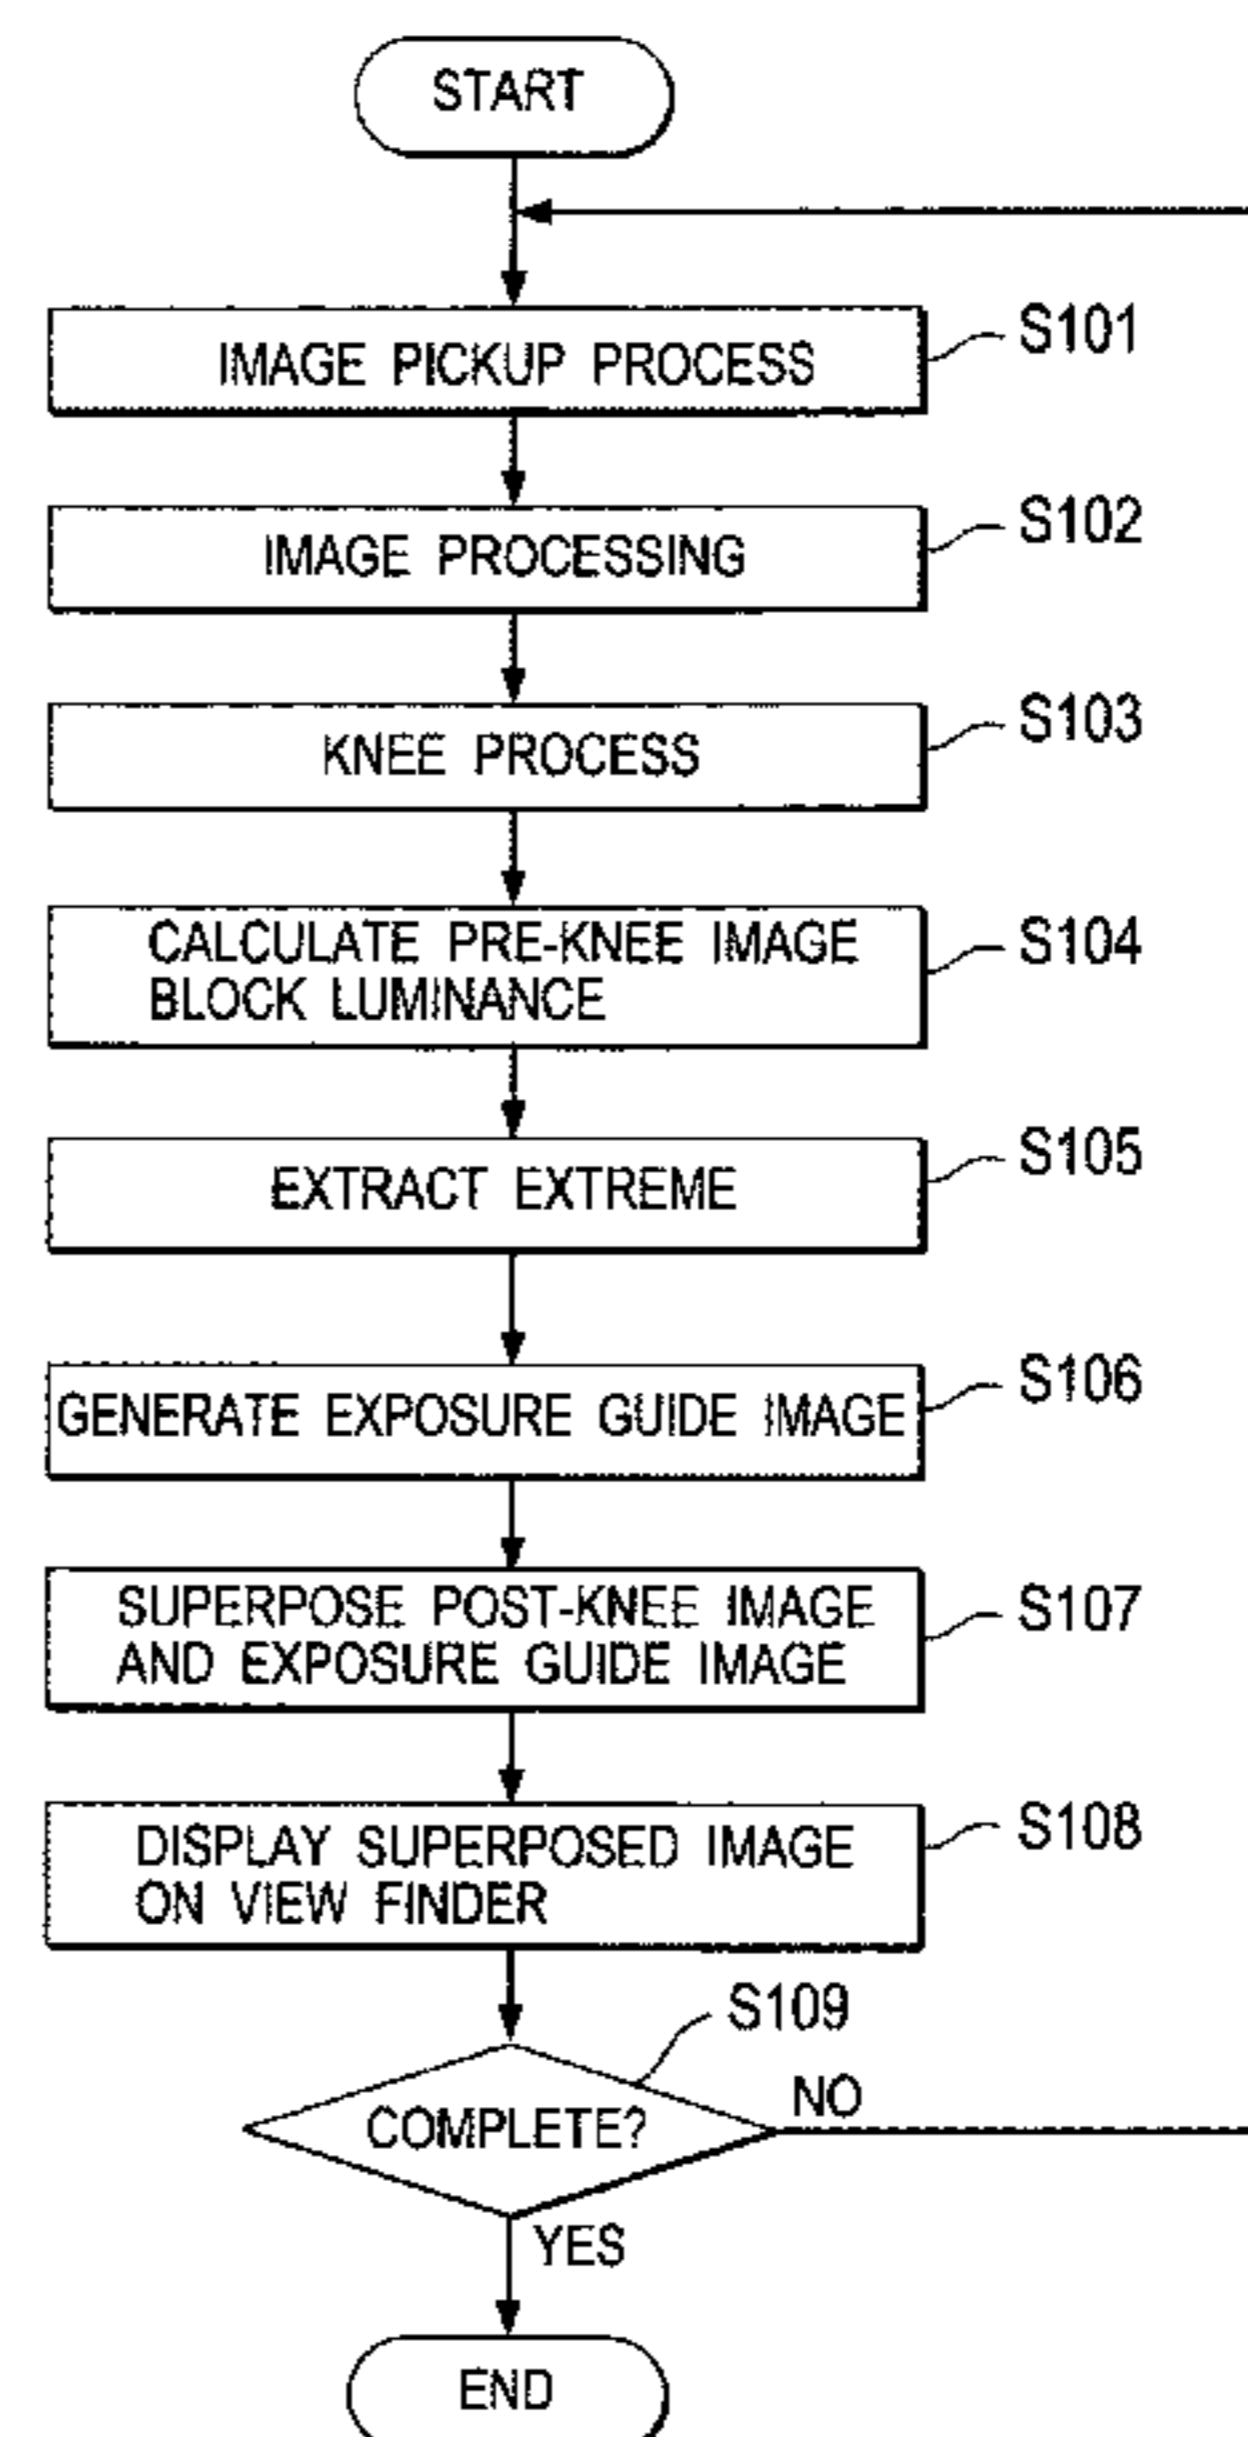 START
IMAGE PICKUP PROCESS
S101
IMAGE PROCESSING
S102
KNEE PROCESS
S103
CALCULATE PRE-KNEE IMAGE
BLOCK LUMINANCE
S104
EXTRACT EXTREME
S105
GENERATE EXPOSURE GUIDE IMAGE
S106
SUPERPOSE POST-KNEE IMAGE
AND EXPOSURE GUIDE IMAGE
S107
DISPLAY SUPERPOSED IMAGE
ON VIEW FINDER
S108
S109
COMPLETE?
NO
YES
END